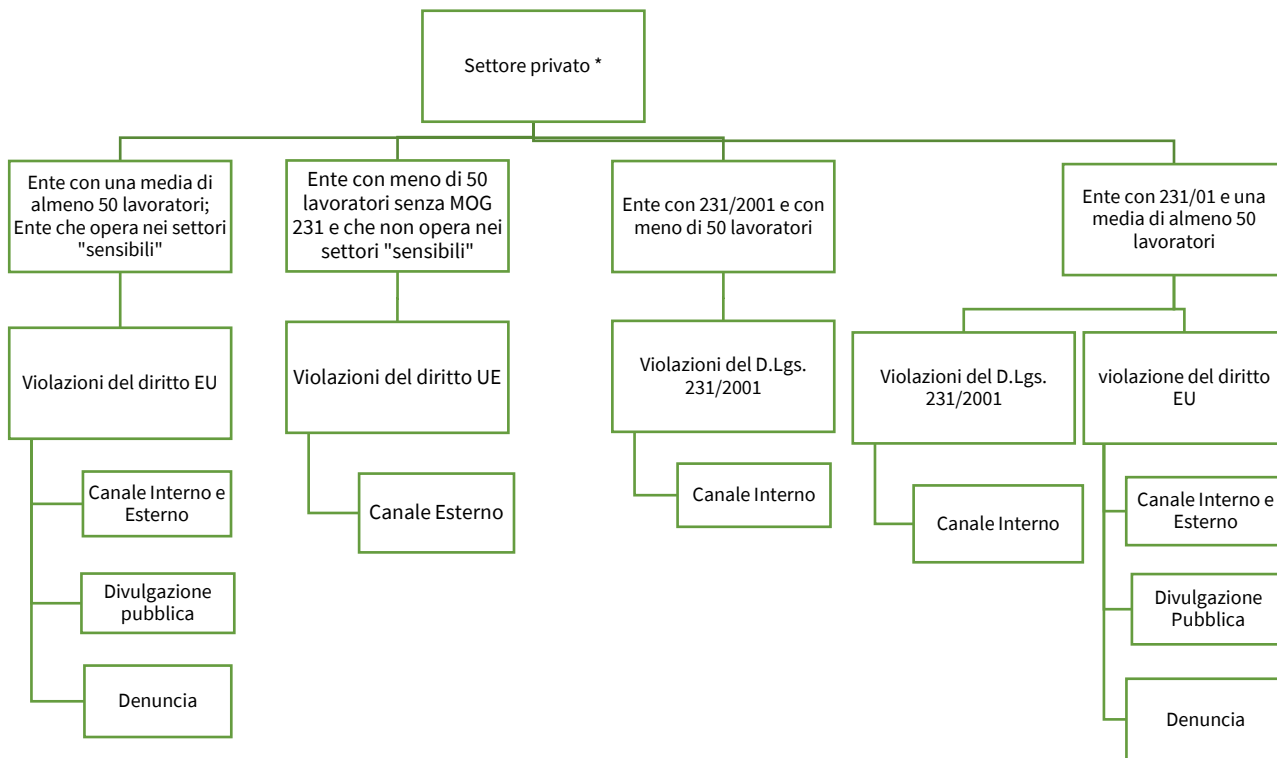 Settore privato *
Ente con una media di
almeno 50 lavoratori;
Ente che opera nei settori
"sensibili"
Ente con meno di 50
lavoratori senza MOG
231 e che non opera nei
settori "sensibili"
Ente con 231/2001 e con
meno di 50 lavoratori
Ente con 231/01 e una
media di almeno 50
lavoratori
Violazioni del diritto EU
Violazioni del diritto UE
Violazioni del D.Lgs.
231/2001
Violazioni del D.Lgs.
231/2001
violazione del diritto
EU
Canale Interno e
Esterno
Divulgazione
pubblica
Denuncia
Canale Esterno
Canale Interno
Canale Interno
Canale Interno e
Esterno
Divulgazione
Pubblica
Denuncia